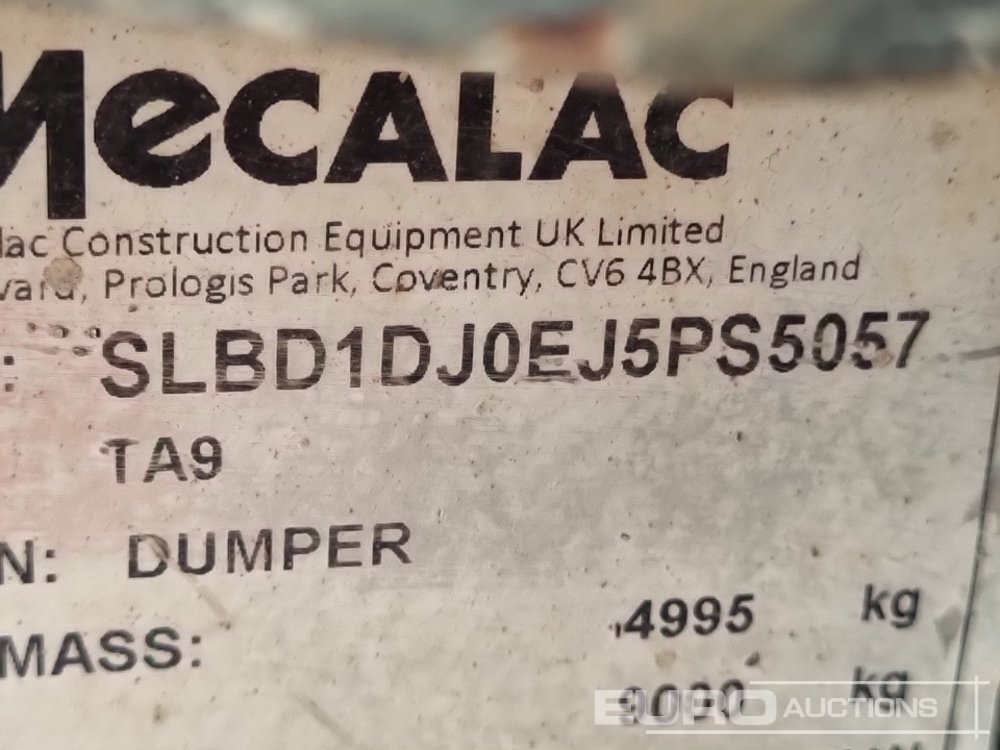 MECALAC
lac Construction Equipment UK Limited
vard, Prologis Park, Coventry, CV6 4BX, England
: SLBD1DJ0EJ5PS5057
TA9
N: DUMPER
MASS: 4995 kg
kg
EURO AUCTIONS